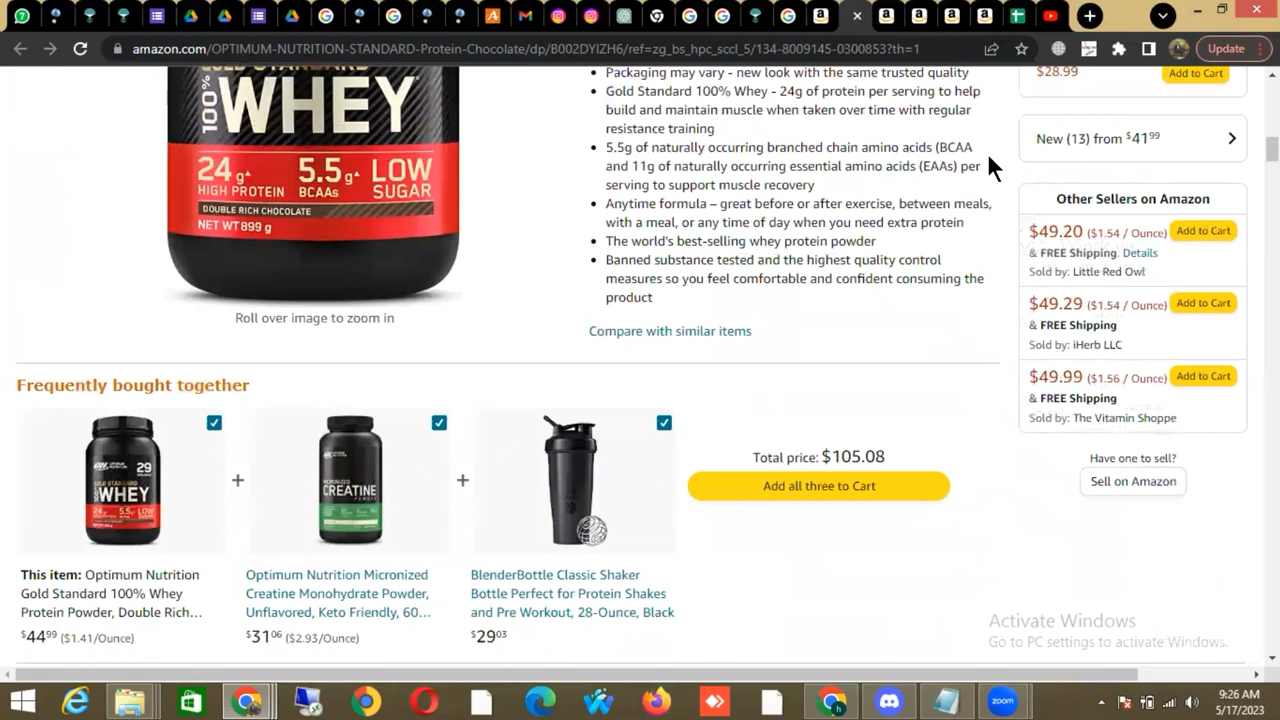 amazon.com/OPTIMUM-NUTRITION-STANDARD-Protein-Chocolate/dp/B002DYIZH6/ref=zg_bs_hpc_sccl_5/134-8009145-0300853?th=1
Update
GOLD STANDARD
100%
WHEY
24 g 5.5 g LOW
HIGH PROTEIN BCAAs SUGAR
DOUBLE RICH CHOCOLATE
NET WT 899 g
Roll over image to zoom in
Packaging may vary - new look with the same trusted quality
Gold Standard 100% Whey - 24g of protein per serving to help
build and maintain muscle when taken over time with regular
resistance training
5.5g of naturally occurring branched chain amino acids (BCAA
and 11g of naturally occurring essential amino acids (EAAs) per
serving to support muscle recovery
Anytime formula – great before or after exercise, between meals,
with a meal, or any time of day when you need extra protein
The world's best-selling whey protein powder
Banned substance tested and the highest quality control
measures so you feel comfortable and confident consuming the
product
Compare with similar items
$28.99
Add to Cart
New (13) from $41 99
Other Sellers on Amazon
$49.20 ($1.54 / Ounce) Add to Cart
& FREE Shipping. Details
Sold by: Little Red Owl
$49.29 ($1.54 / Ounce) Add to Cart
& FREE Shipping
Sold by: iHerb LLC
$49.99 ($1.56 / Ounce) Add to Cart
& FREE Shipping
Sold by: The Vitamin Shoppe
Have one to sell?
Sell on Amazon
Frequently bought together
GOLD STANDARD 29
100% WHEY
24g 5.5g LOW
MICRONIZED
CREATINE
POWDER
+
+
Total price: $105.08
Add all three to Cart
This item: Optimum Nutrition
Gold Standard 100% Whey
Protein Powder, Double Rich...
$44 99 ($1.41/Ounce)
Optimum Nutrition Micronized
Creatine Monohydrate Powder,
Unflavored, Keto Friendly, 60...
$31 06 ($2.93/Ounce)
BlenderBottle Classic Shaker
Bottle Perfect for Protein Shakes
and Pre Workout, 28-Ounce, Black
$29 03
Activate Windows
Go to PC settings to activate Windows.
zoom
9:26 AM
5/17/2023